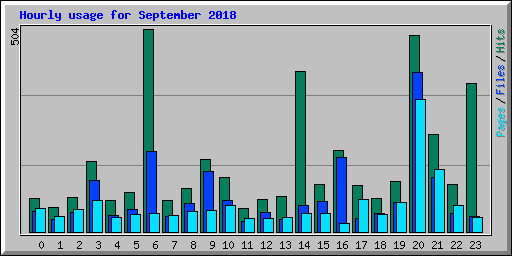 Hourly usage for September 2018
504
Pages / Files / Hits
0 1 2 3 4 5 6 7 8 9 10 11 12 13 14 15 16 17 18 19 20 21 22 23